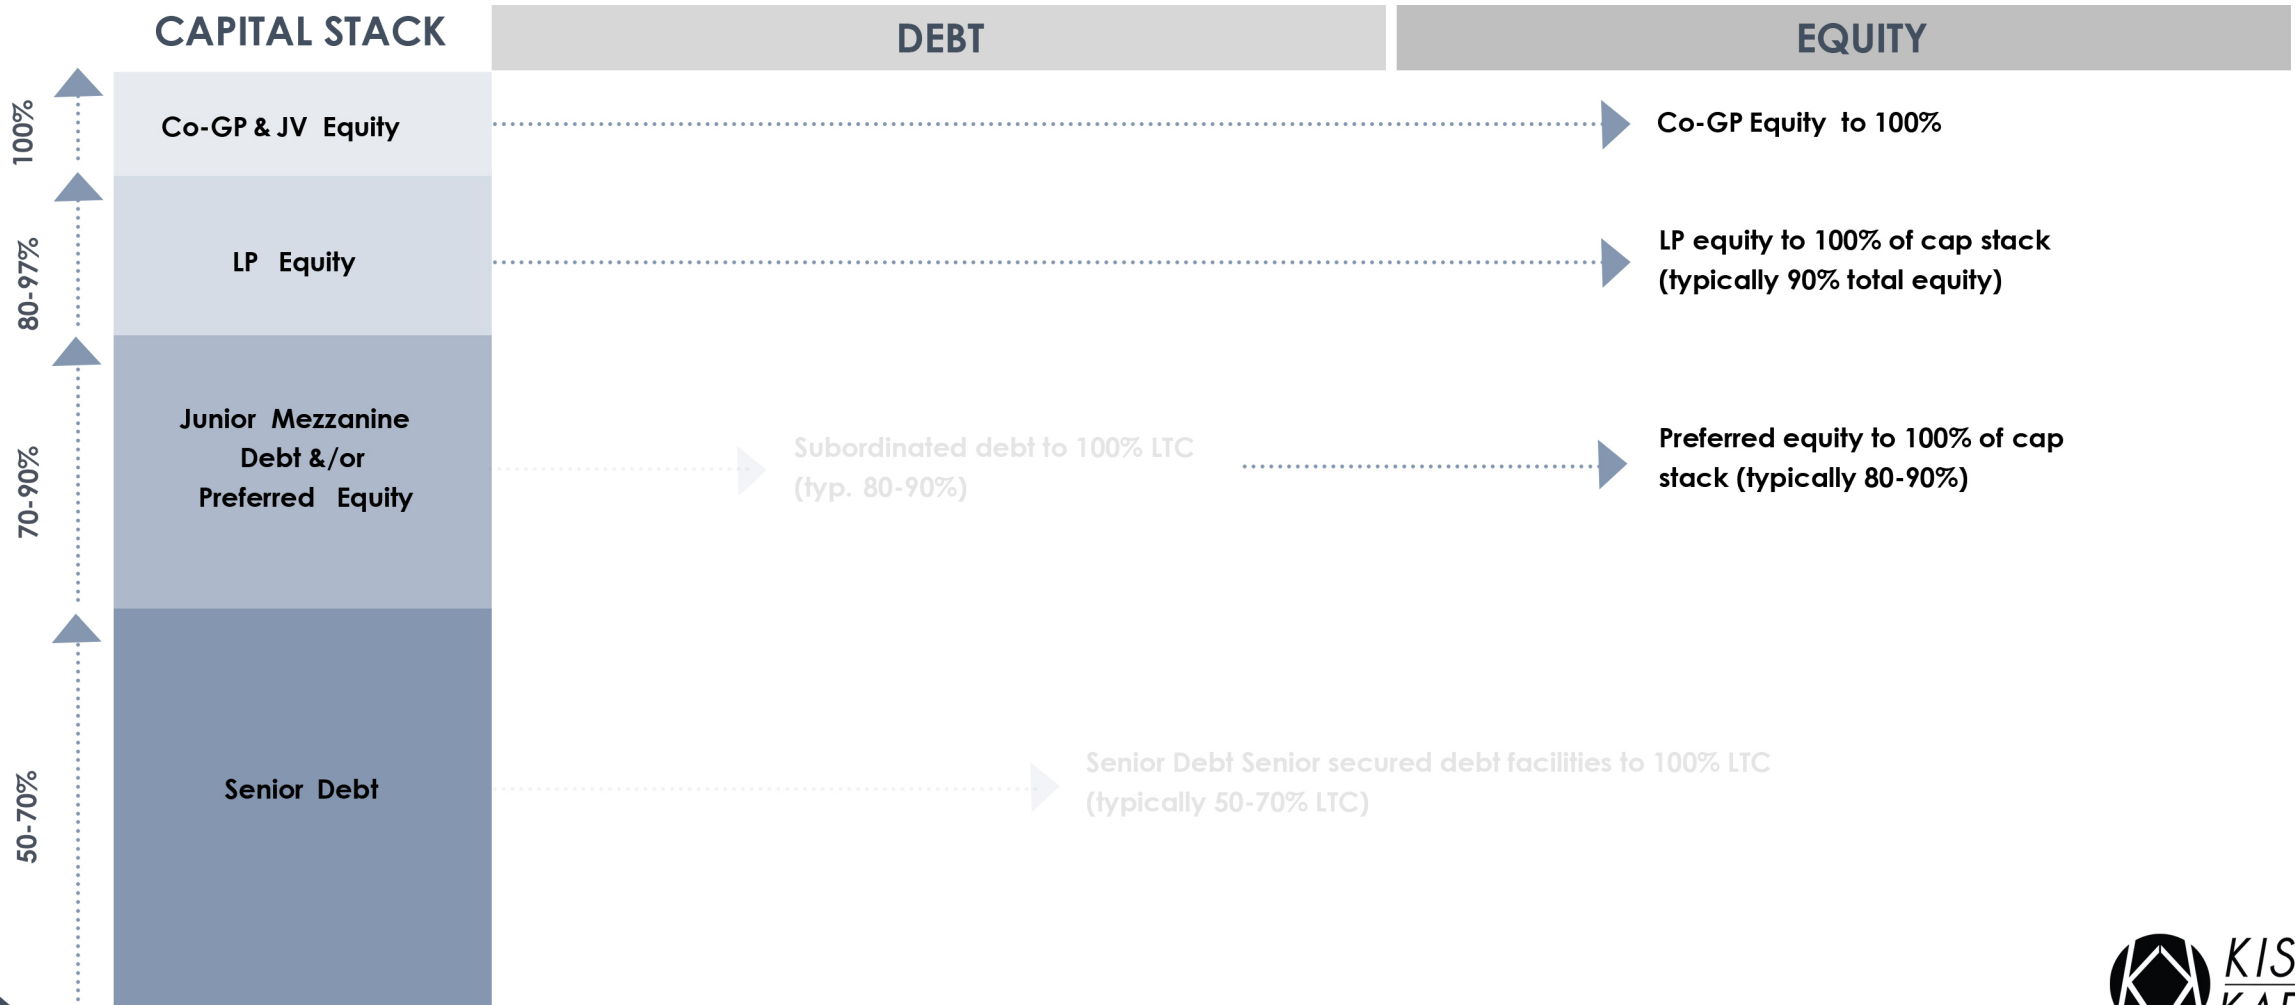 CAPITAL STACK
DEBT
EQUITY
100%
Co-GP & JV Equity
Co-GP Equity to 100%
80-97%
LP Equity
LP equity to 100% of cap stack
(typically 90% total equity)
70-90%
Junior Mezzanine
Debt &/or
Preferred Equity
Subordinated debt to 100% LTC
(typ. 80-90%)
Preferred equity to 100% of cap
stack (typically 80-90%)
50-70%
Senior Debt
Senior Debt Senior secured debt facilities to 100% LTC
(typically 50-70% LTC)
KIS